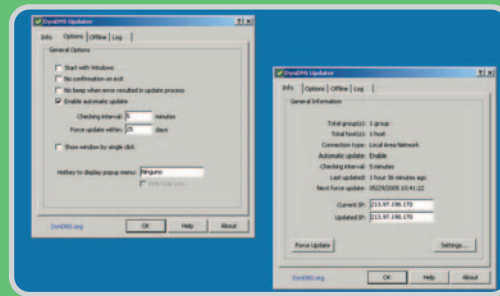 DynDNS Updater
Info Options Offline Log
General Options
Start with Windows
No confirmation on exit
No beep when error resulted in update process
Enable automatic update
Checking interval: 5 minutes
Force update within: 25 days
Show window by single click
Hotkey to display popup menu: Ninguno
DynDNS.org OK Help About
DynDNS Updater
Info Options Offline Log
General Information
Total group(s): 1 group
Total host(s): 1 host
Connection type: Local Area Network
Automatic update: Enable
Checking interval: 5 minutes
Last updated: 1 hour 36 minutes ago
Next force update: 05/29/2005 10:41:22
Current IP: 213.97.198.170
Updated IP: 213.97.198.170
Force Update Settings...
DynDNS.org OK Help About